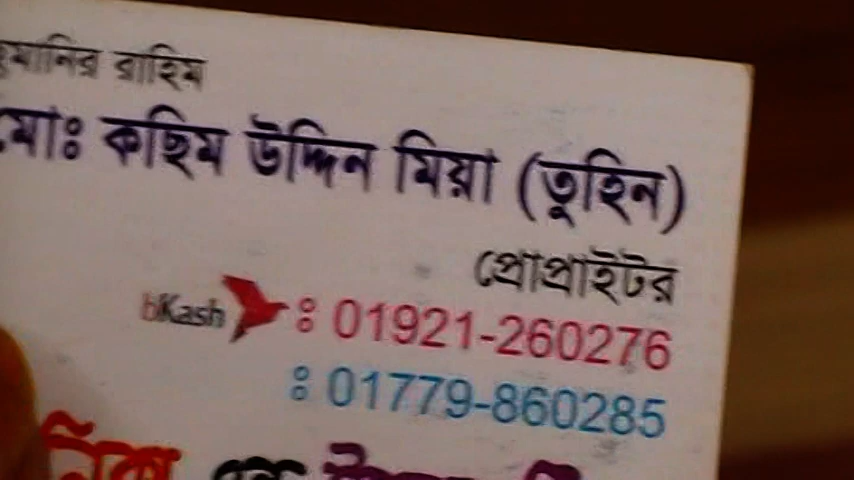 রাহিম
মোঃ কছিম উদ্দিন মিয়া (তুহিন)
প্রোপ্রাইটর
bKash : 01921-260276
: 01779-860285